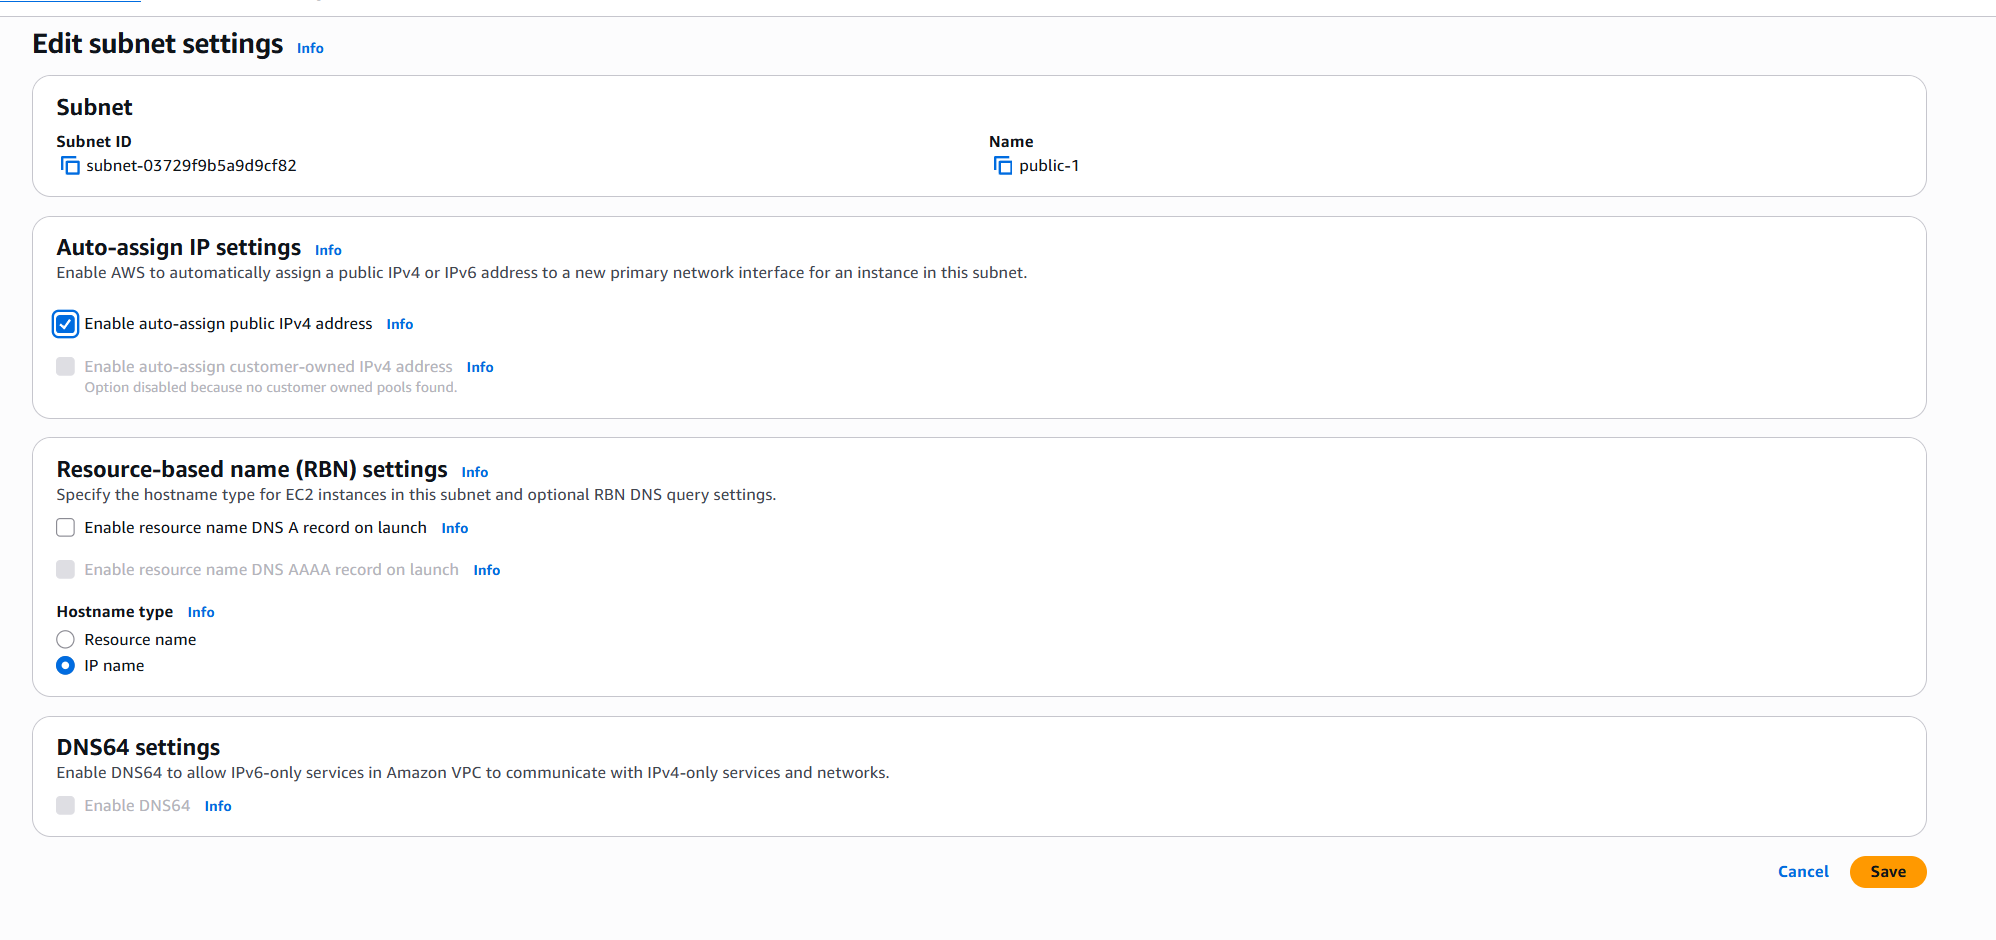 Edit subnet settings Info
Subnet
Subnet ID
subnet-03729f9b5a9d9cf82
Name
public-1
Auto-assign IP settings Info
Enable AWS to automatically assign a public IPv4 or IPv6 address to a new primary network interface for an instance in this subnet.
Enable auto-assign public IPv4 address Info
Enable auto-assign customer-owned IPv4 address Info
Option disabled because no customer owned pools found.
Resource-based name (RBN) settings Info
Specify the hostname type for EC2 instances in this subnet and optional RBN DNS query settings.
Enable resource name DNS A record on launch Info
Enable resource name DNS AAAA record on launch Info
Hostname type Info
Resource name
IP name
DNS64 settings
Enable DNS64 to allow IPv6-only services in Amazon VPC to communicate with IPv4-only services and networks.
Enable DNS64 Info
Cancel Save